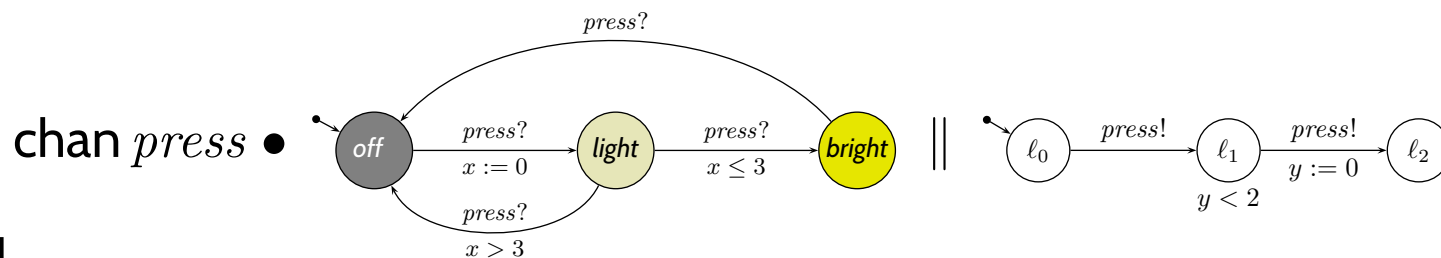 press?
chan press •
off
press?
x := 0
light
press?
x ≤ 3
bright
press?
x > 3
||
ℓ0
press!
ℓ1
y < 2
press!
y := 0
ℓ2